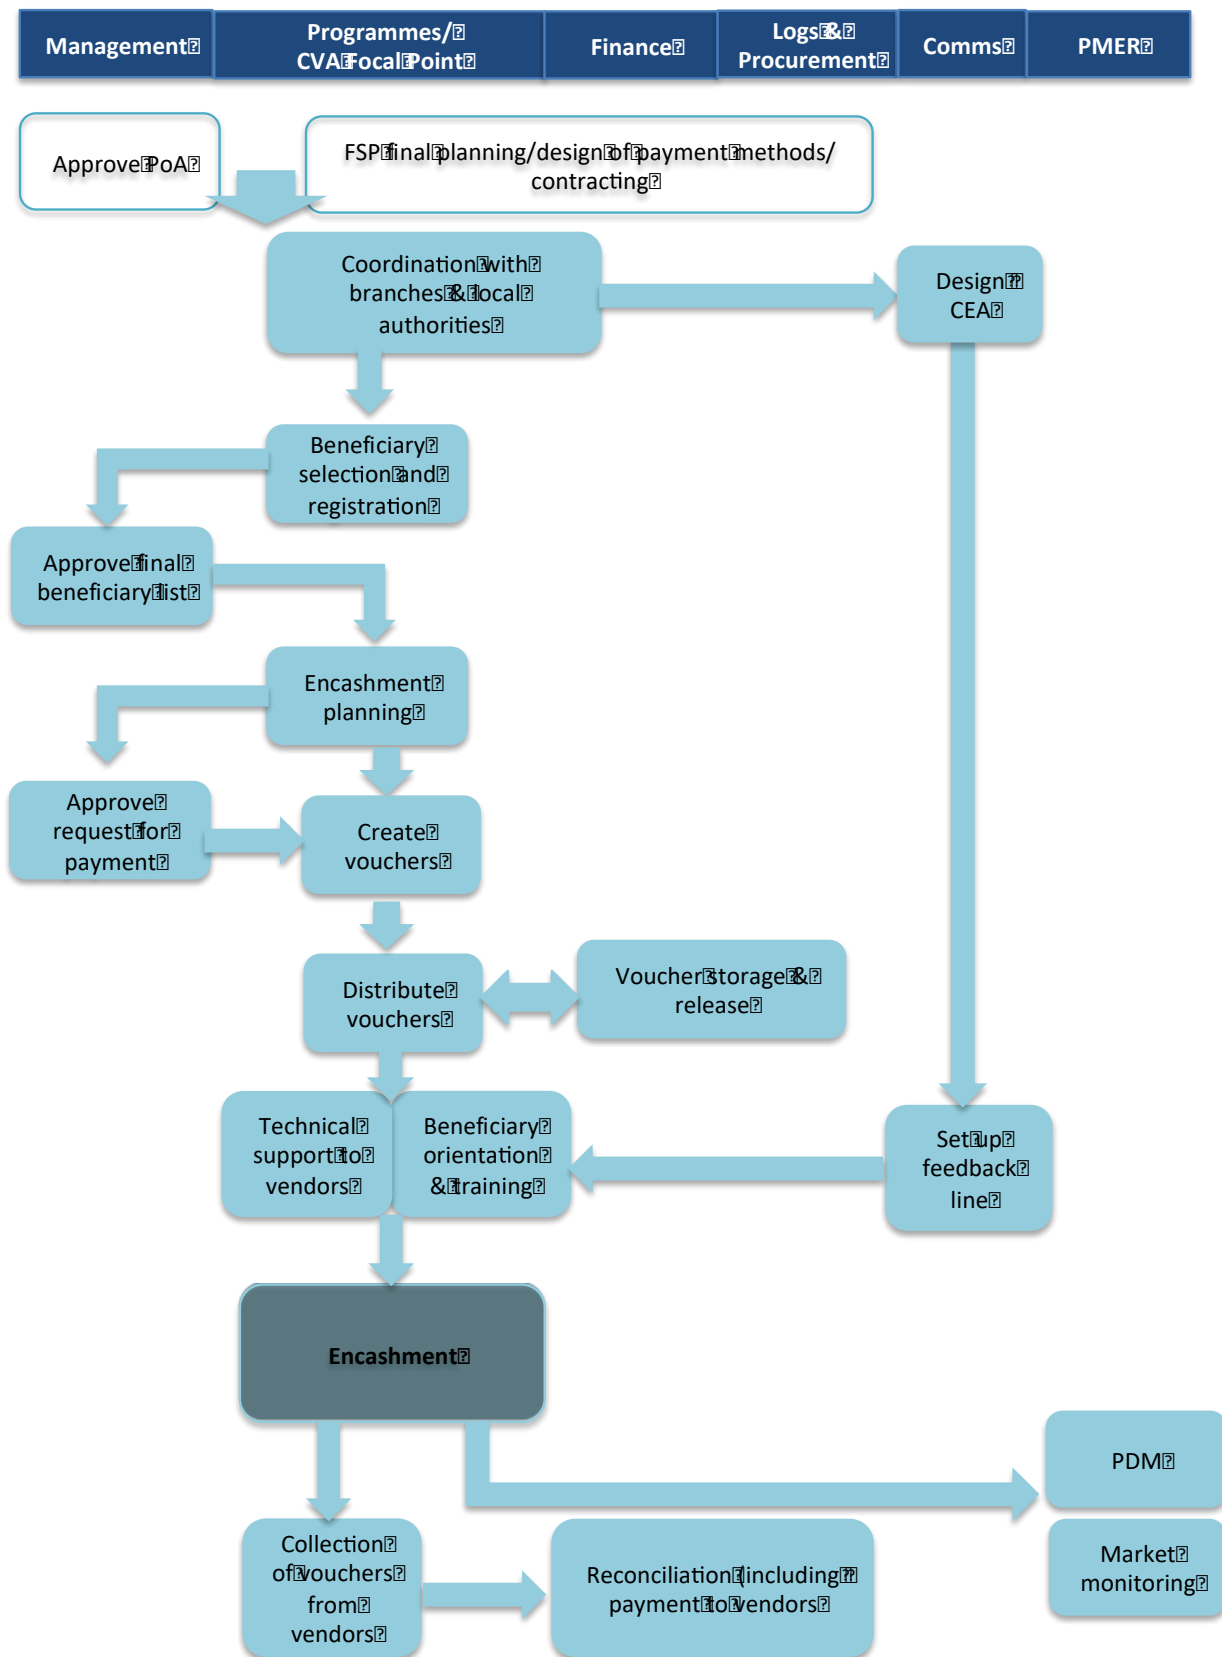 Management
Programmes/
CVA Focal Point
Finance
Logs &
Procurement
Comms
PMER
Approve PoA
FSP final planning/design of payment methods/
contracting
Coordination with
branches & local
authorities
Design
CEA
Beneficiary
selection and
registration
Approve final
beneficiary list
Encashment
planning
Approve
request for
payment
Create
vouchers
Distribute
vouchers
Voucher storage &
release
Technical
support to
vendors
Beneficiary
orientation
& training
Set up
feedback
line
Encashment
PDM
Collection
of vouchers
from
vendors
Reconciliation (including
payment to vendors
Market
monitoring